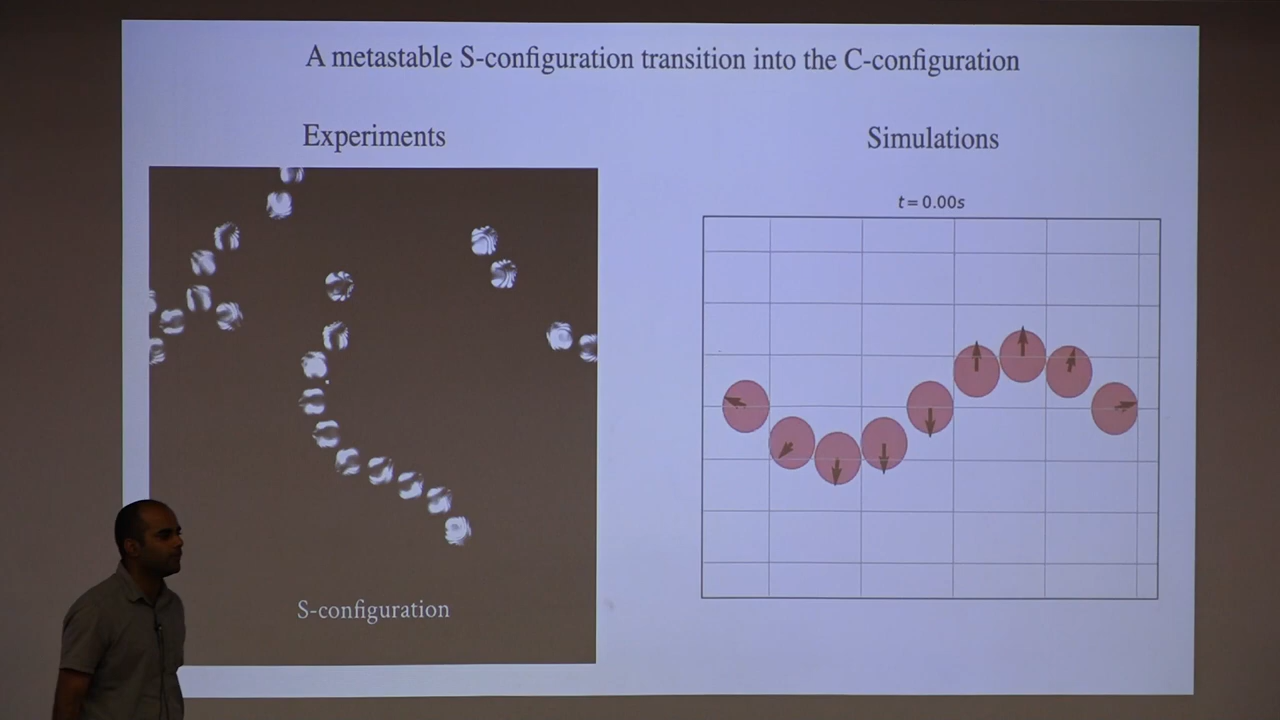 A metastable S-configuration transition into the C-configuration
Experiments
Simulations
t = 0.00s
S-configuration